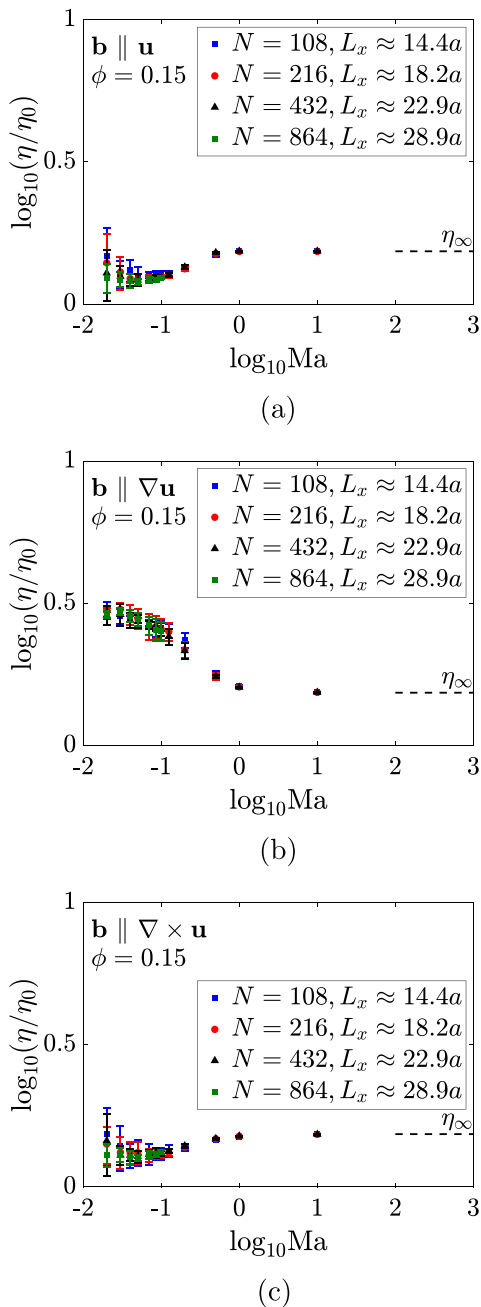 1
b ∥ u
ϕ = 0.15
N = 108, Lₓ ≈ 14.4a
N = 216, Lₓ ≈ 18.2a
N = 432, Lₓ ≈ 22.9a
N = 864, Lₓ ≈ 28.9a
log₁₀(η/η₀)
0.5
η∞
0
-2 -1 0 1 2 3
log₁₀Ma
(a)
1
b ∥ ∇u
ϕ = 0.15
N = 108, Lₓ ≈ 14.4a
N = 216, Lₓ ≈ 18.2a
N = 432, Lₓ ≈ 22.9a
N = 864, Lₓ ≈ 28.9a
log₁₀(η/η₀)
0.5
η∞
0
-2 -1 0 1 2 3
log₁₀Ma
(b)
1
b ∥ ∇ × u
ϕ = 0.15
N = 108, Lₓ ≈ 14.4a
N = 216, Lₓ ≈ 18.2a
N = 432, Lₓ ≈ 22.9a
N = 864, Lₓ ≈ 28.9a
log₁₀(η/η₀)
0.5
η∞
0
-2 -1 0 1 2 3
log₁₀Ma
(c)